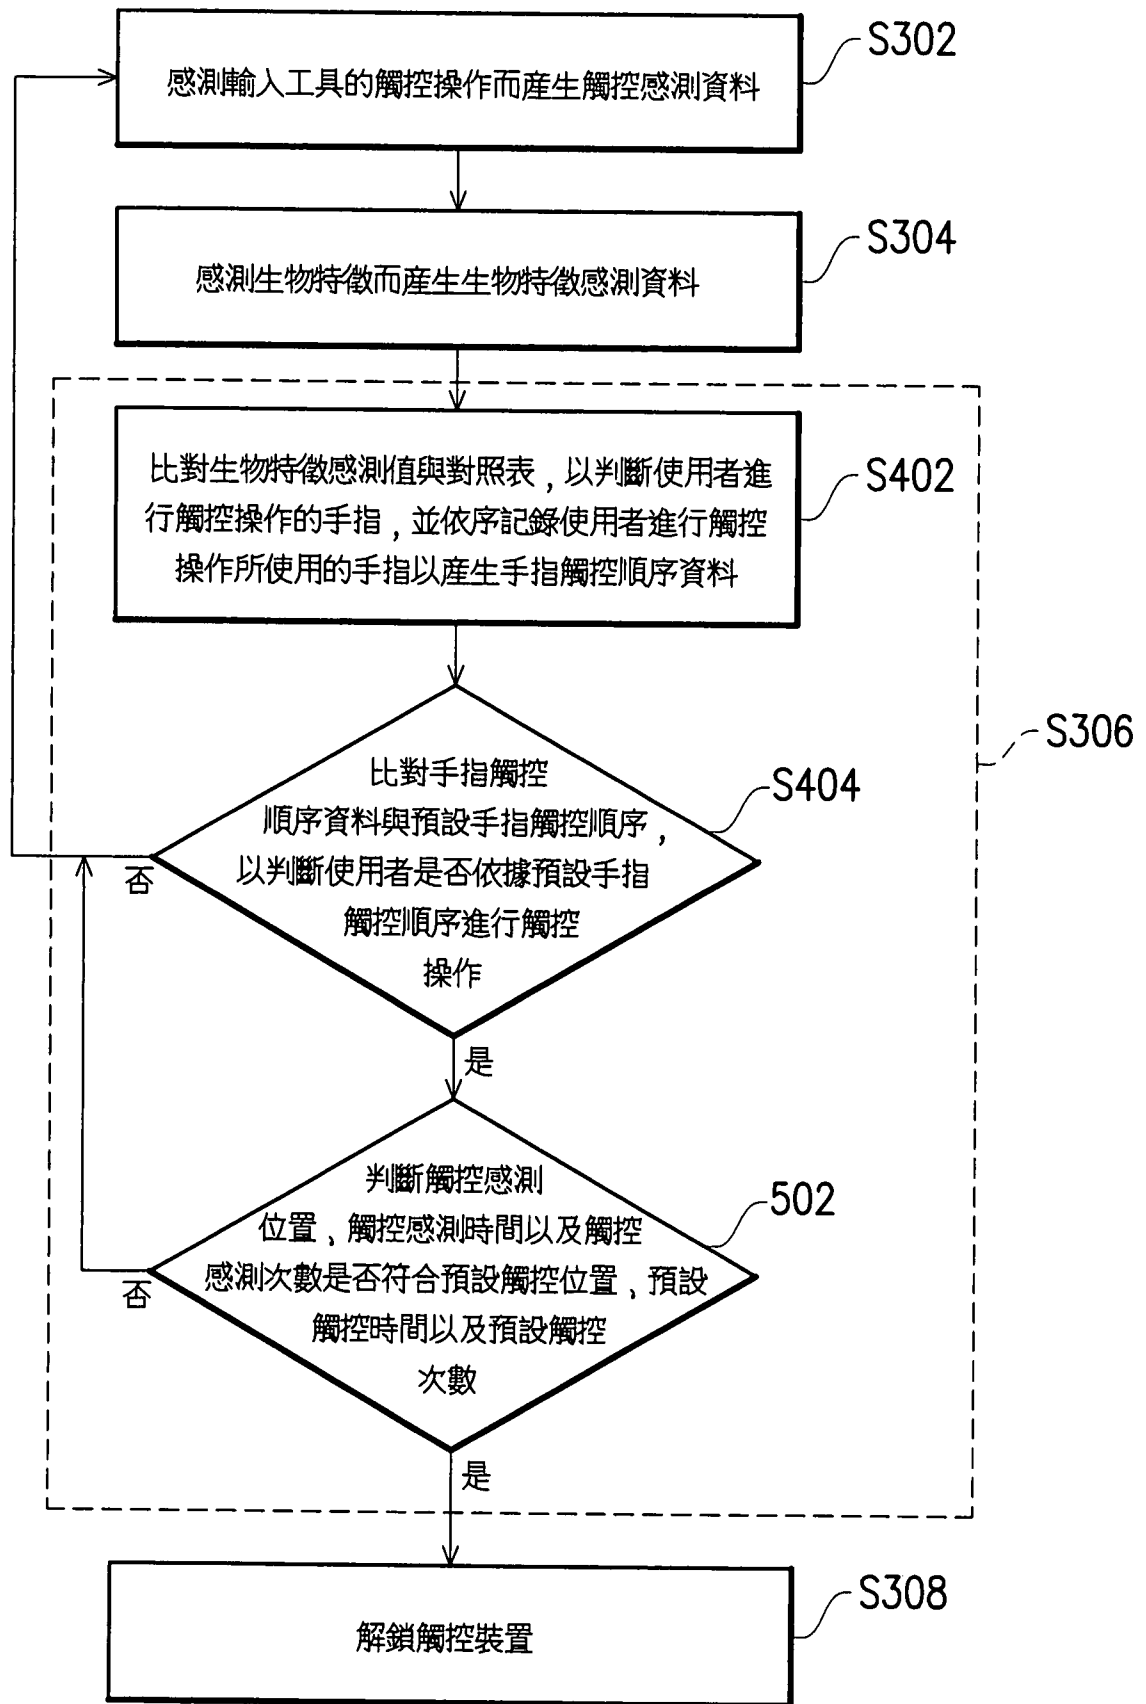 S302
感測輸入工具的觸控操作而產生觸控感測資料
S304
感測生物特徵而產生生物特徵感測資料
S402
比對生物特徵感測值與對照表，以判斷使用者進
行觸控操作的手指，並依序記錄使用者進行觸控
操作所使用的手指以產生手指觸控順序資料
S306
S404
比對手指觸控
順序資料與預設手指觸控順序，
以判斷使用者是否依據預設手指
觸控順序進行觸控
操作
否
是
502
判斷觸控感測
位置、觸控感測時間以及觸控
感測次數是否符合預設觸控位置，預設
觸控時間以及預設觸控
次數
否
是
S308
解鎖觸控裝置